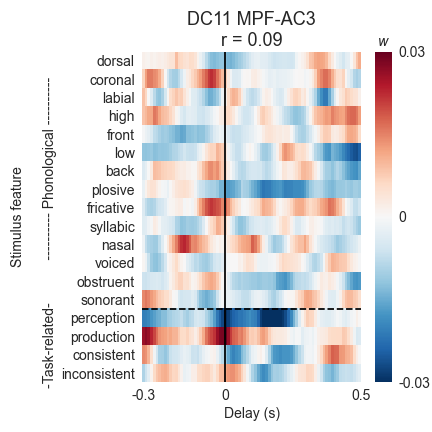 DC11 MPF-AC3
r = 0.09
w
0.03
0
-0.03
Stimulus feature
---------- Phonological ----------
-Task-related-
dorsal
coronal
labial
high
front
low
back
plosive
fricative
syllabic
nasal
voiced
obstruent
sonorant
perception
production
consistent
inconsistent
-0.3 0 0.5
Delay (s)